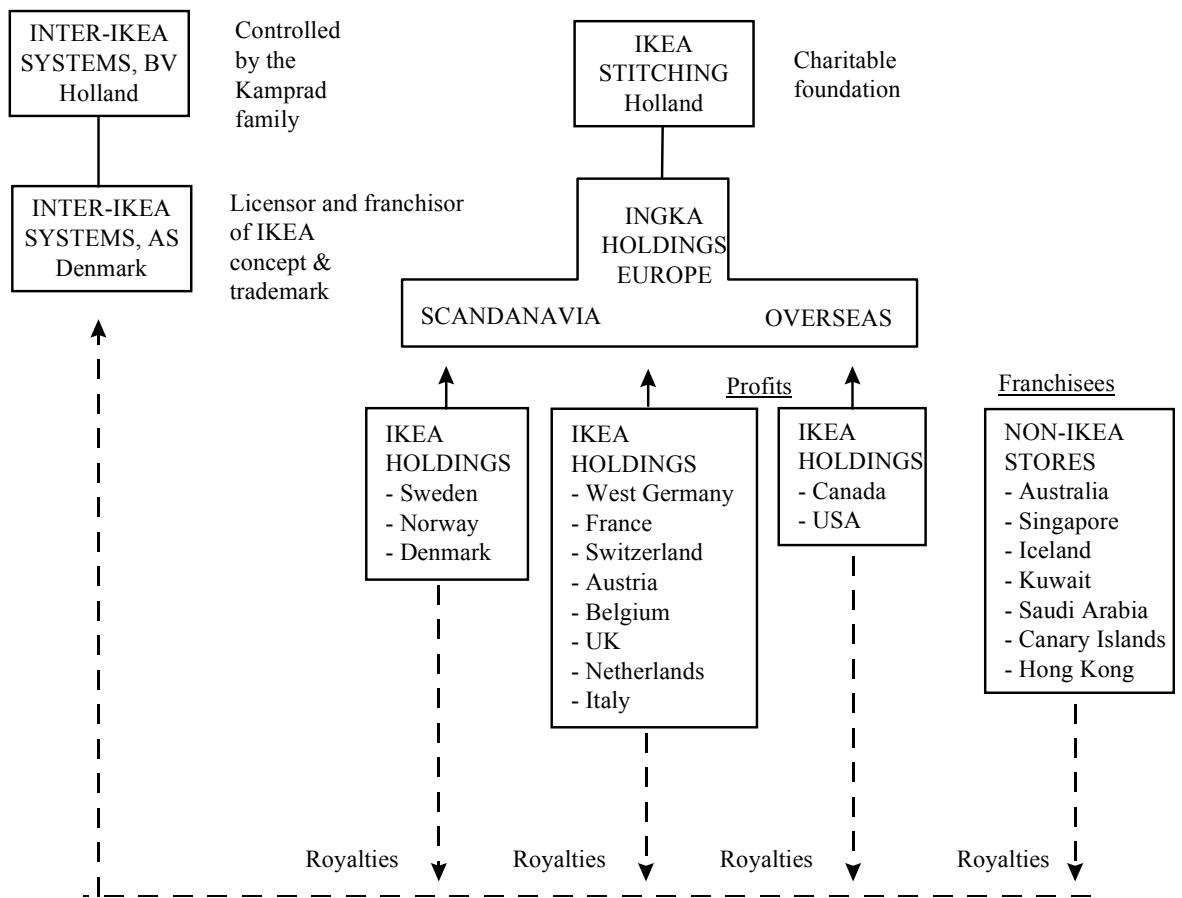 INTER-IKEA
SYSTEMS, BV
Holland
Controlled
by the
Kamprad
family
IKEA
STITCHING
Holland
Charitable
foundation
INTER-IKEA
SYSTEMS, AS
Denmark
Licensor and franchisor
of IKEA
concept &
trademark
INGKA
HOLDINGS
EUROPE
SCANDANAVIA
OVERSEAS
Profits
Franchisees
IKEA
HOLDINGS
- Sweden
- Norway
- Denmark
IKEA
HOLDINGS
- West Germany
- France
- Switzerland
- Austria
- Belgium
- UK
- Netherlands
- Italy
IKEA
HOLDINGS
- Canada
- USA
NON-IKEA
STORES
- Australia
- Singapore
- Iceland
- Kuwait
- Saudi Arabia
- Canary Islands
- Hong Kong
Royalties
Royalties
Royalties
Royalties